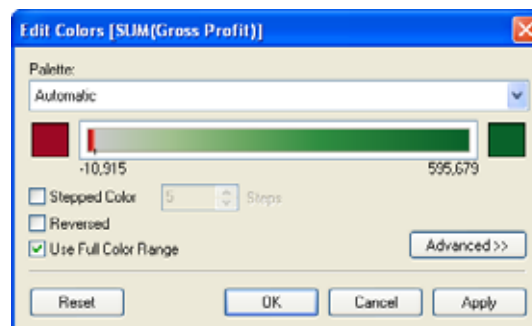 Edit Colors [SUM(Gross Profit)]
Palette:
Automatic
-10,915 595,679
Stepped Color 5 Steps
Reversed
Use Full Color Range Advanced >>
Reset OK Cancel Apply